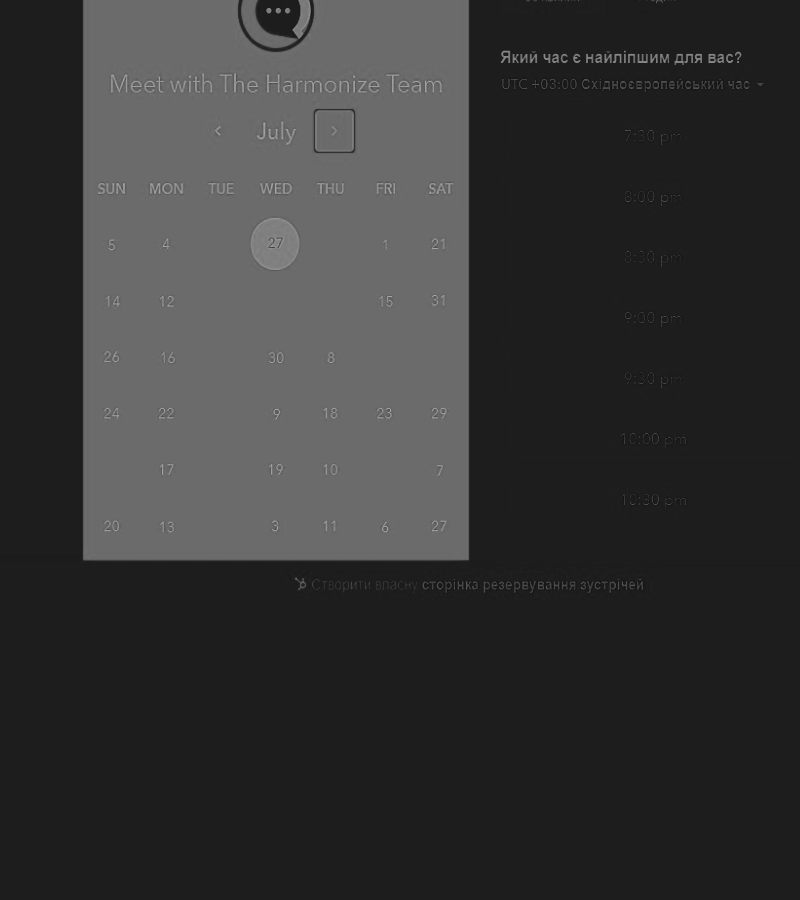 Meet with The Harmonize Team
July
SUN MON TUE WED THU FRI SAT
5 4 27 1 21
14 12 15 31
26 16 30 8
24 22 9 18 23 29
17 19 10 7
20 13 3 11 6 27
Який час є найліпшим для вас?
UTC +03:00 Східноєвропейський час
7:30 pm
8:00 pm
8:30 pm
9:00 pm
9:30 pm
10:00 pm
10:30 pm
Створити власну сторінка резервування зустрічей